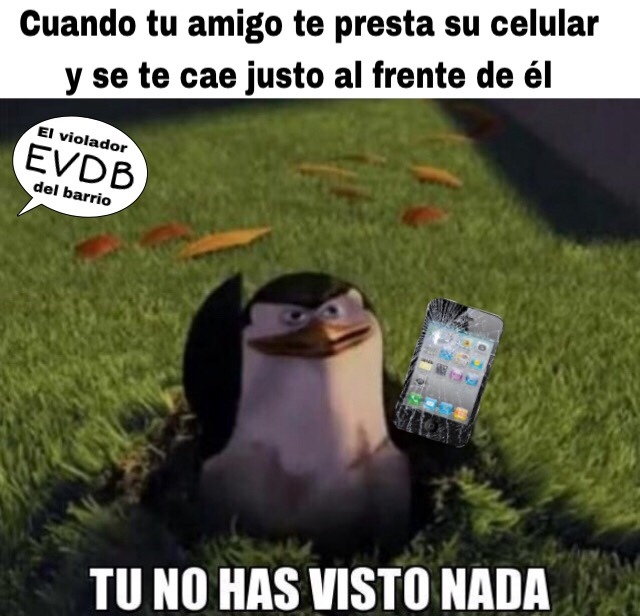 Cuando tu amigo te presta su celular
y se te cae justo al frente de él
El violador
EVDB
del barrio
TU NO HAS VISTO NADA